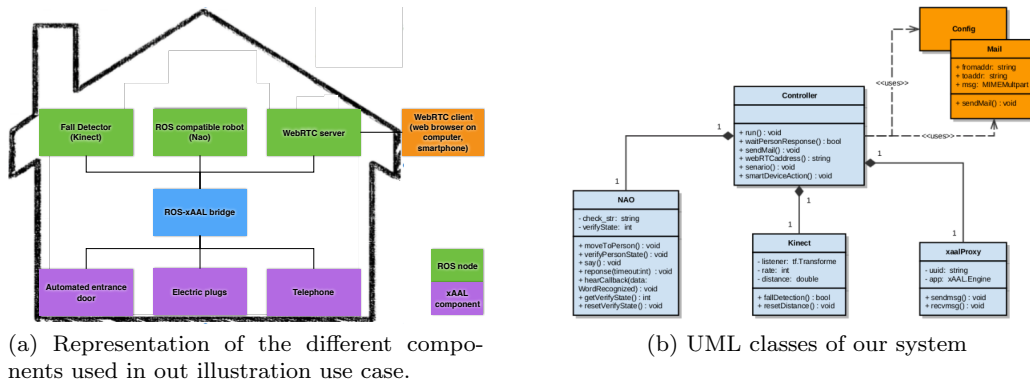 Fall Detector
(Kinect)
ROS compatible robot
(Nao)
WebRTC server
WebRTC client
(web browser on
computer,
smartphone)
ROS-xAAL bridge
Automated entrance
door
Electric plugs
Telephone
ROS node
xAAL
component
(a) Representation of the different compo-
nents used in out illustration use case.
Config
Mail
+ fromaddr: string
+ toaddr: string
+ msg: MIMEMultpart
+ sendMail() : void
<<uses>>
<<uses>>
Controller
+ run() : void
+ waitPersonResponse() : bool
+ sendMail() : void
+ webRTCaddress() : string
+ senario() : void
+ smartDeviceAction() : void
1
1
1
1
1
1
NAO
- check_str: string
- verifyState: int
+ moveToPerson() : void
+ verifyPersonState() : void
+ say() : void
+ reponse(timeout:int) : void
+ hearCallback(data:
WordRecognized() : void
+ getVerifyState() : int
+ resetVerifyState() : void
Kinect
- listener: tf.Transforme
- rate: int
- distance: double
+ fallDetection() : bool
+ resetDistance() : void
xaalProxy
- uuid: string
- app: xAAL.Engine
+ sendmsg() : void
+ recvmsg() : void
(b) UML classes of our system